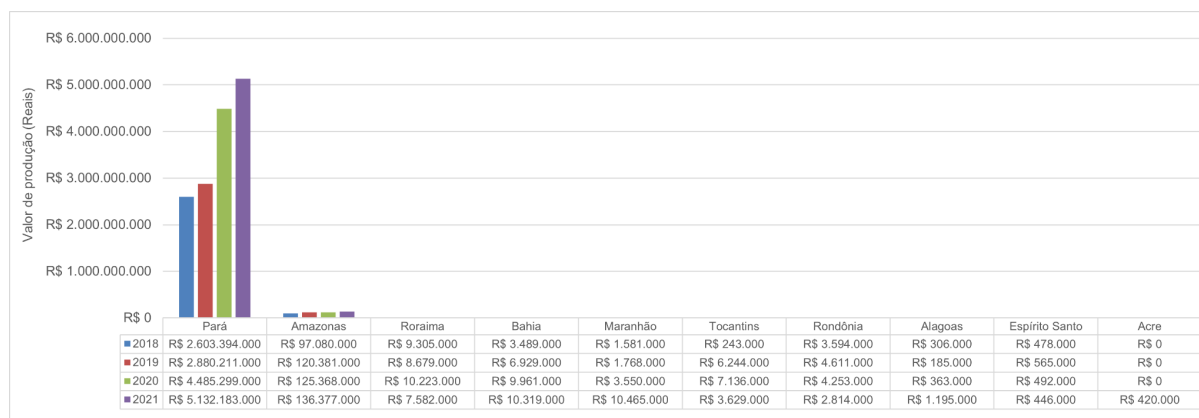 R$ 6.000.000.000
R$ 5.000.000.000
R$ 4.000.000.000
R$ 3.000.000.000
R$ 2.000.000.000
R$ 1.000.000.000
R$ 0
Valor de produção (Reais)
Pará Amazonas Roraima Bahia Maranhão Tocantins Rondônia Alagoas Espírito Santo Acre
2018 R$ 2.603.394.000 R$ 97.080.000 R$ 9.305.000 R$ 3.489.000 R$ 1.581.000 R$ 243.000 R$ 3.594.000 R$ 306.000 R$ 478.000 R$ 0
2019 R$ 2.880.211.000 R$ 120.381.000 R$ 8.679.000 R$ 6.929.000 R$ 1.768.000 R$ 6.244.000 R$ 4.611.000 R$ 185.000 R$ 565.000 R$ 0
2020 R$ 4.485.299.000 R$ 125.368.000 R$ 10.223.000 R$ 9.961.000 R$ 3.550.000 R$ 7.136.000 R$ 4.253.000 R$ 363.000 R$ 492.000 R$ 0
2021 R$ 5.132.183.000 R$ 136.377.000 R$ 7.582.000 R$ 10.319.000 R$ 10.465.000 R$ 3.629.000 R$ 2.814.000 R$ 1.195.000 R$ 446.000 R$ 420.000